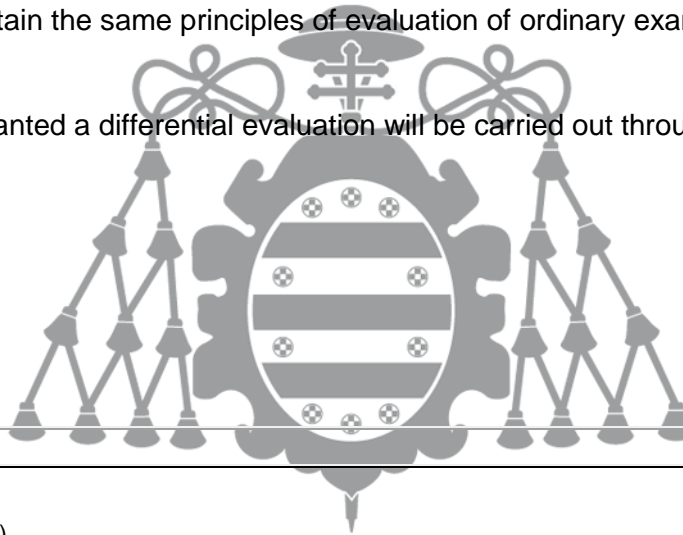 tain the same principles of evaluation of ordinary exa
anted a differential evaluation will be carried out throu
)